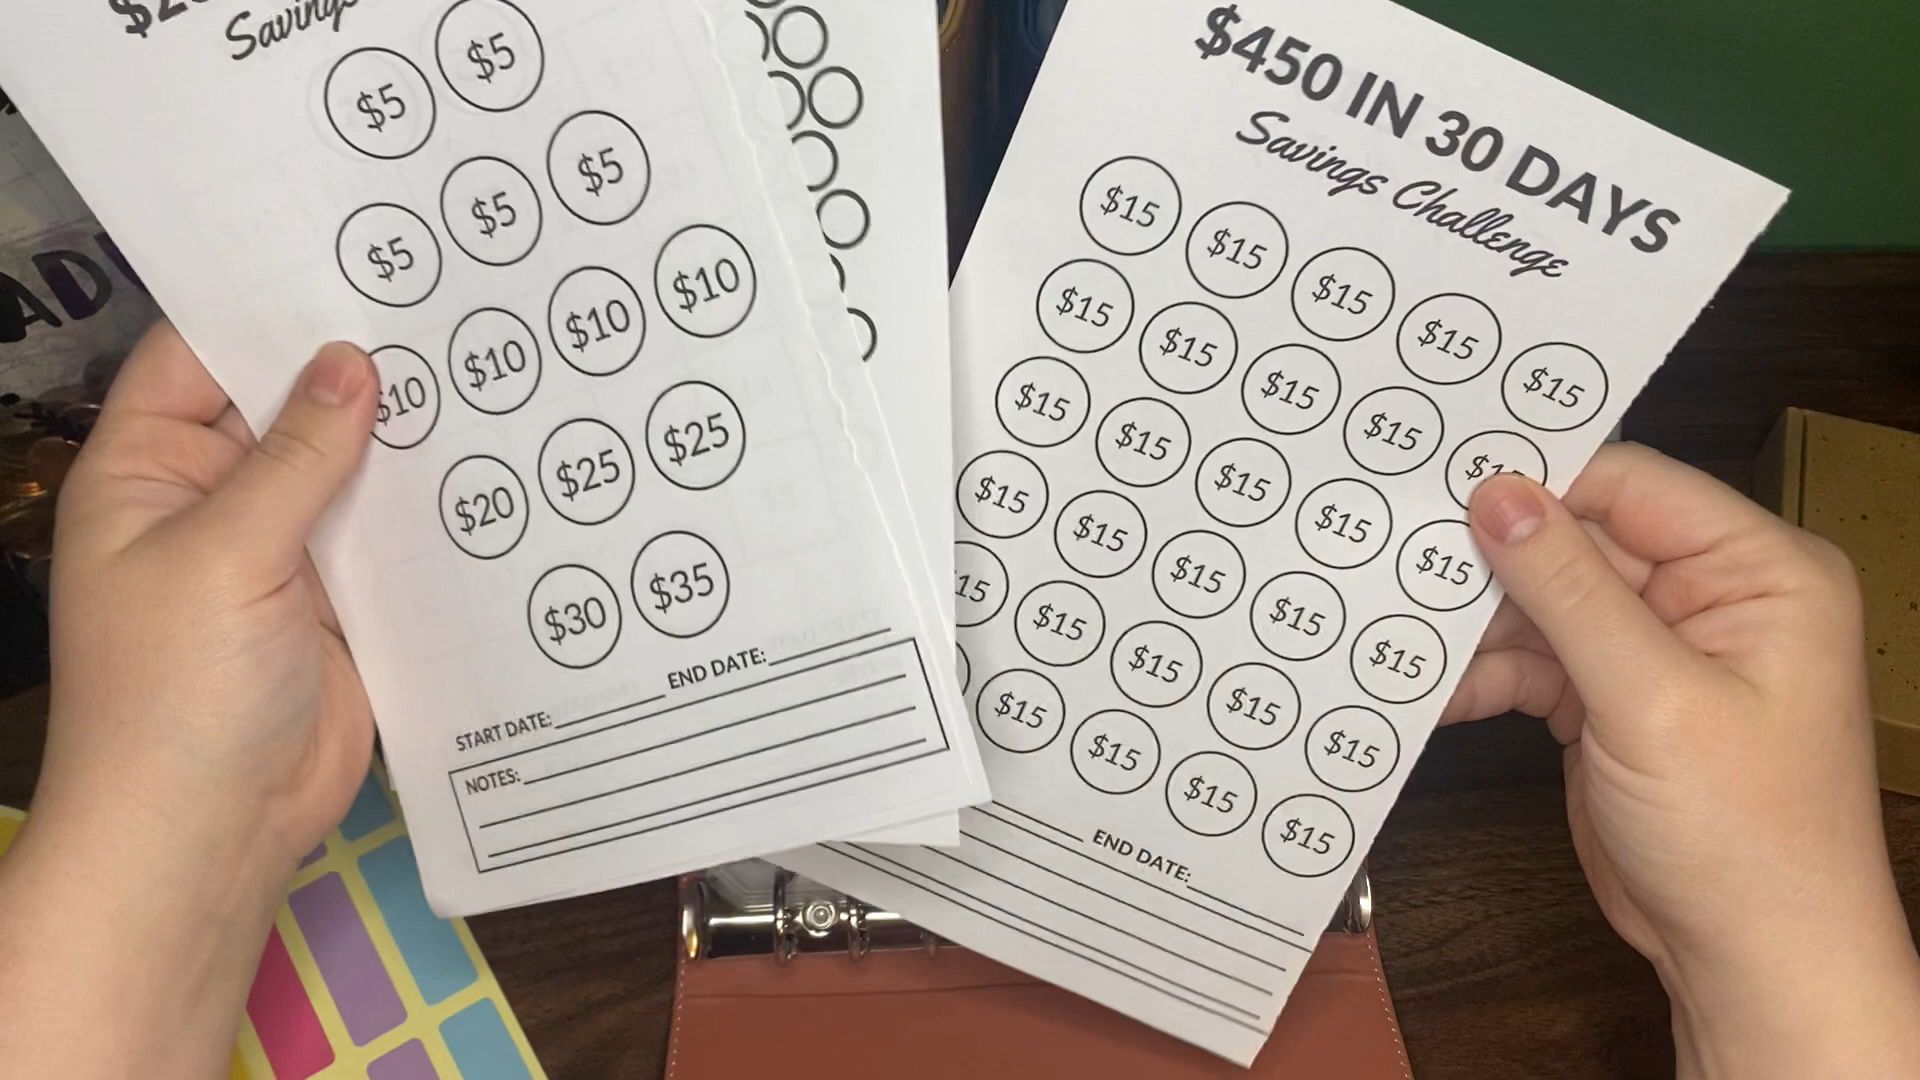 Savings
$5 $5
$5 $5 $5
$10 $10 $10 $10
$20 $25 $25
$30 $35
START DATE: END DATE:
NOTES:
$450 IN 30 DAYS
Savings Challenge
$15 $15 $15 $15 $15
$15 $15 $15 $15 $15
$15 $15 $15 $15 $15
$15 $15 $15 $15 $15
$15 $15 $15 $15 $15
$15 $15 $15 $15
END DATE: